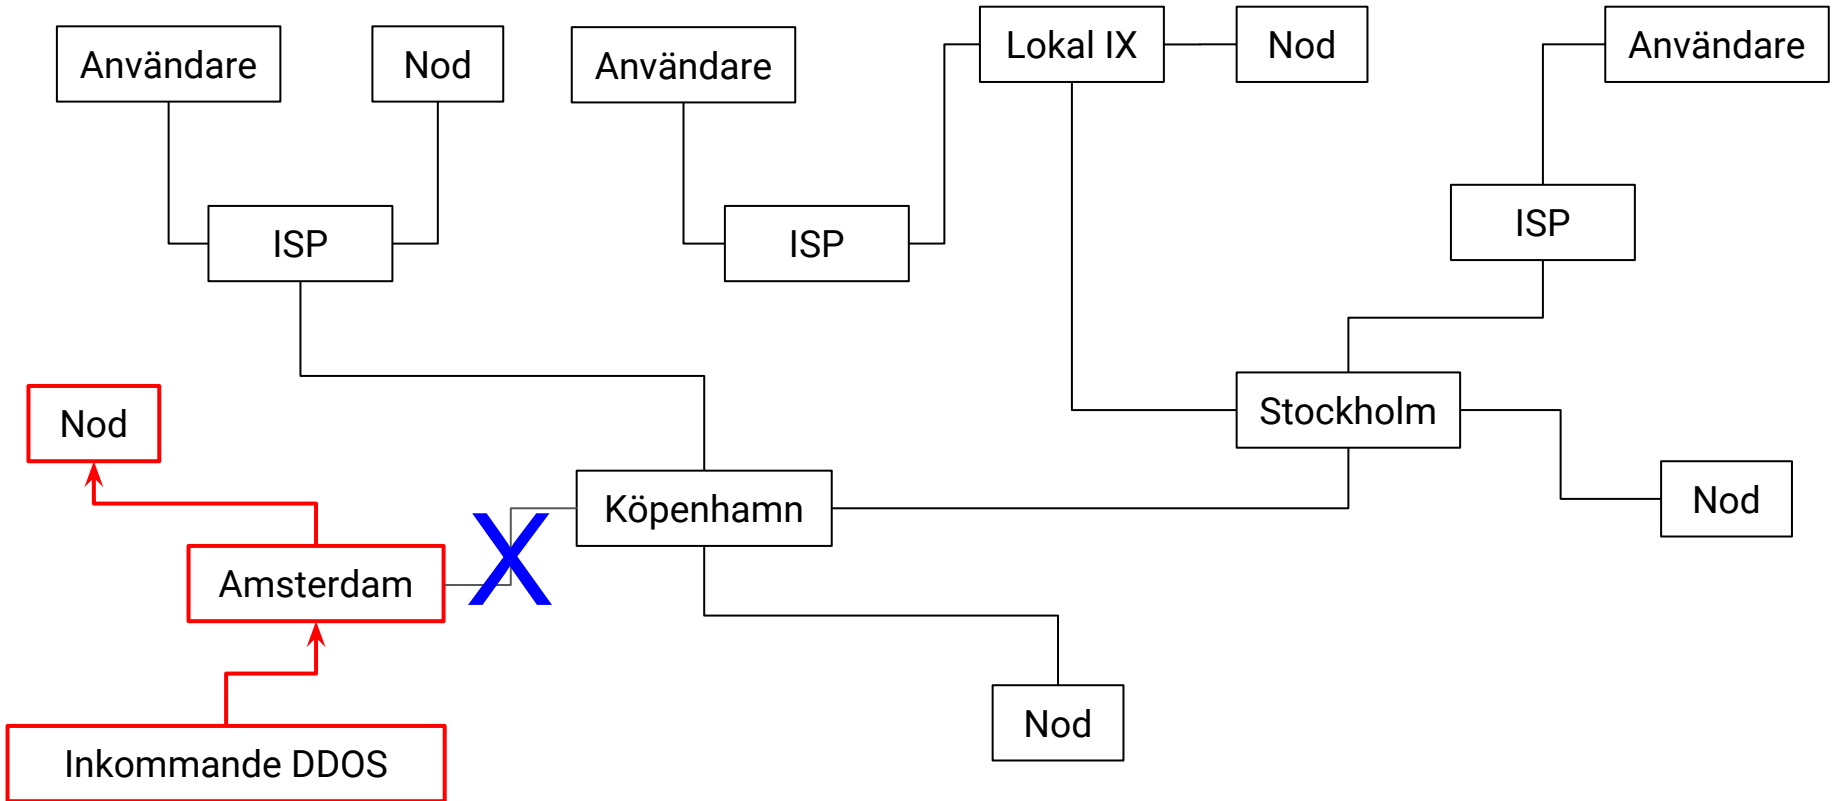 Användare
Nod
Användare
Lokal IX
Nod
Användare
ISP
ISP
ISP
Nod
Stockholm
Köpenhamn
Nod
Amsterdam
X
Nod
Inkommande DDOS